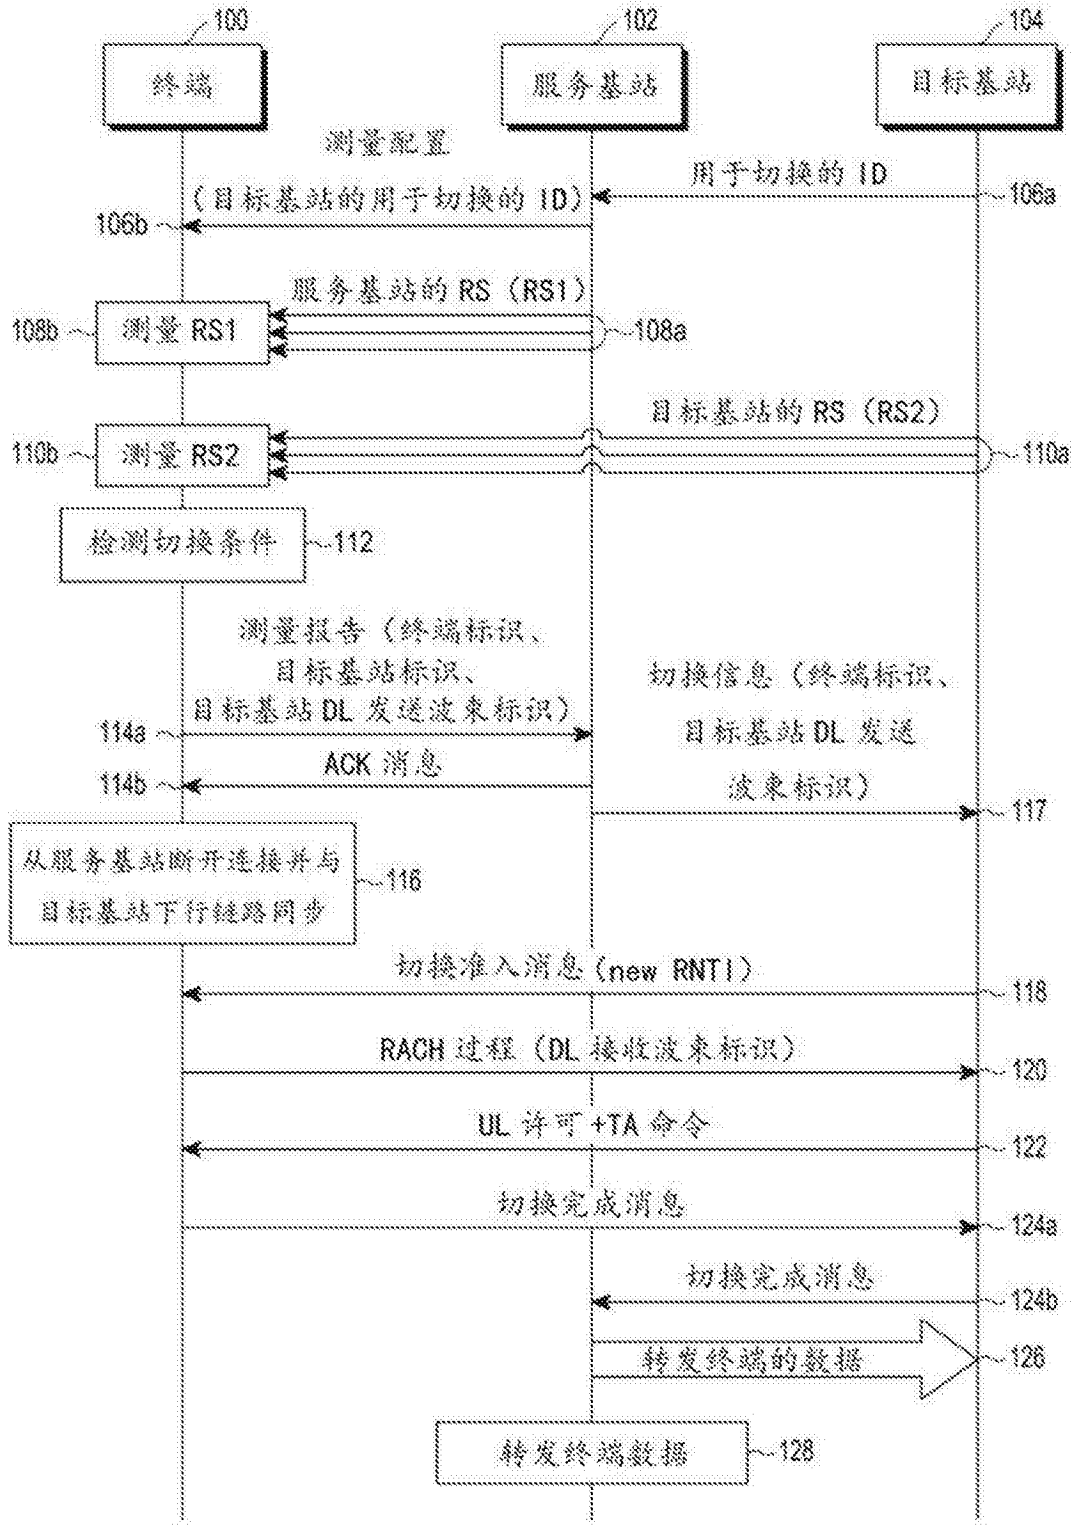 100
102
104
终端
服务基站
目标基站
测量配置
(目标基站的用于切换的 ID)
用于切换的 ID
106a
106b
服务基站的 RS (RS1)
108b
测量 RS1
108a
目标基站的 RS (RS2)
110b
测量 RS2
110a
检测切换条件
112
测量报告 (终端标识、
目标基站标识、
目标基站 DL 发送波束标识)
114a
切换信息 (终端标识、
目标基站 DL 发送
波束标识)
ACK 消息
114b
117
从服务基站断开连接并与
目标基站下行链路同步
116
切换准入消息 (new RNTI)
118
RACH 过程 (DL 接收波束标识)
120
UL 许可 +TA 命令
122
切换完成消息
124a
切换完成消息
124b
转发终端的数据
126
转发终端数据
128